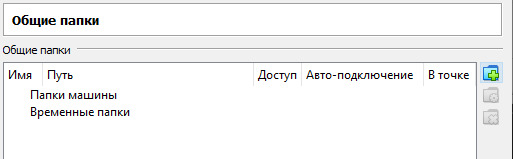 Общие папки
Общие папки
Имя Путь Доступ Авто-подключение В точке
Папки машины
Временные папки